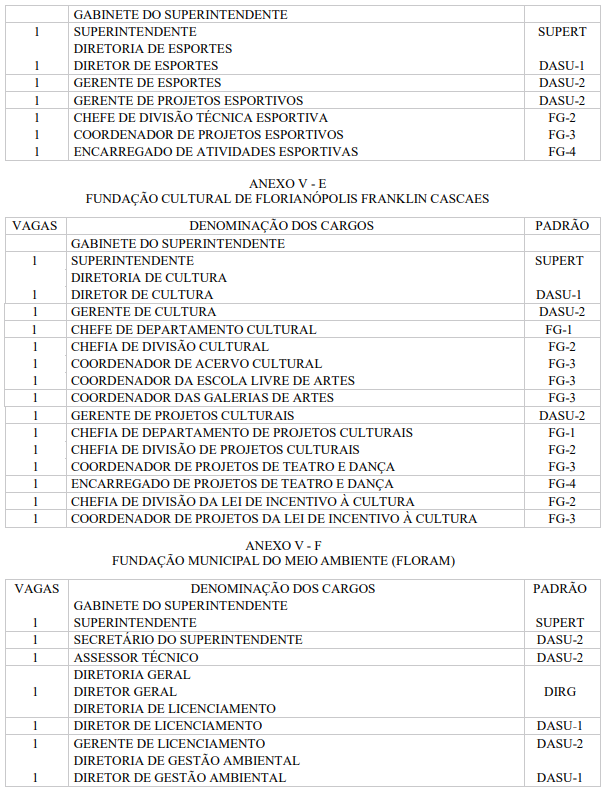 GABINETE DO SUPERINTENDENTE
1 SUPERINTENDENTE SUPERT
DIRETORIA DE ESPORTES
1 DIRETOR DE ESPORTES DASU-1
1 GERENTE DE ESPORTES DASU-2
1 GERENTE DE PROJETOS ESPORTIVOS DASU-2
1 CHEFE DE DIVISÃO TÉCNICA ESPORTIVA FG-2
1 COORDENADOR DE PROJETOS ESPORTIVOS FG-3
1 ENCARREGADO DE ATIVIDADES ESPORTIVAS FG-4
ANEXO V - E
FUNDAÇÃO CULTURAL DE FLORIANÓPOLIS FRANKLIN CASCAES
VAGAS DENOMINAÇÃO DOS CARGOS PADRÃO
GABINETE DO SUPERINTENDENTE
1 SUPERINTENDENTE SUPERT
DIRETORIA DE CULTURA
1 DIRETOR DE CULTURA DASU-1
1 GERENTE DE CULTURA DASU-2
1 CHEFE DE DEPARTAMENTO CULTURAL FG-1
1 CHEFIA DE DIVISÃO CULTURAL FG-2
1 COORDENADOR DE ACERVO CULTURAL FG-3
1 COORDENADOR DA ESCOLA LIVRE DE ARTES FG-3
1 COORDENADOR DAS GALERIAS DE ARTES FG-3
1 GERENTE DE PROJETOS CULTURAIS DASU-2
1 CHEFIA DE DEPARTAMENTO DE PROJETOS CULTURAIS FG-1
1 CHEFIA DE DIVISÃO DE PROJETOS CULTURAIS FG-2
1 COORDENADOR DE PROJETOS DE TEATRO E DANÇA FG-3
1 ENCARREGADO DE PROJETOS DE TEATRO E DANÇA FG-4
1 CHEFIA DE DIVISÃO DA LEI DE INCENTIVO À CULTURA FG-2
1 COORDENADOR DE PROJETOS DA LEI DE INCENTIVO À CULTURA FG-3
ANEXO V - F
FUNDAÇÃO MUNICIPAL DO MEIO AMBIENTE (FLORAM)
VAGAS DENOMINAÇÃO DOS CARGOS PADRÃO
GABINETE DO SUPERINTENDENTE
1 SUPERINTENDENTE SUPERT
1 SECRETÁRIO DO SUPERINTENDENTE DASU-2
1 ASSESSOR TÉCNICO DASU-2
DIRETORIA GERAL
1 DIRETOR GERAL DIRG
DIRETORIA DE LICENCIAMENTO
1 DIRETOR DE LICENCIAMENTO DASU-1
1 GERENTE DE LICENCIAMENTO DASU-2
DIRETORIA DE GESTÃO AMBIENTAL
1 DIRETOR DE GESTÃO AMBIENTAL DASU-1